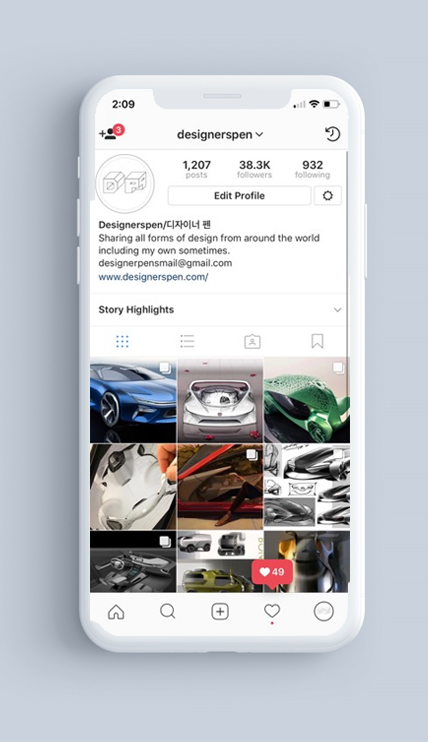 2:09
3
designerspen
1,207 38.3K 932
posts followers following
Edit Profile
Designerspen/디자이너 펜
Sharing all forms of design from around the world
including my own sometimes.
designerpensmail@gmail.com
www.designerspen.com/
Story Highlights
49